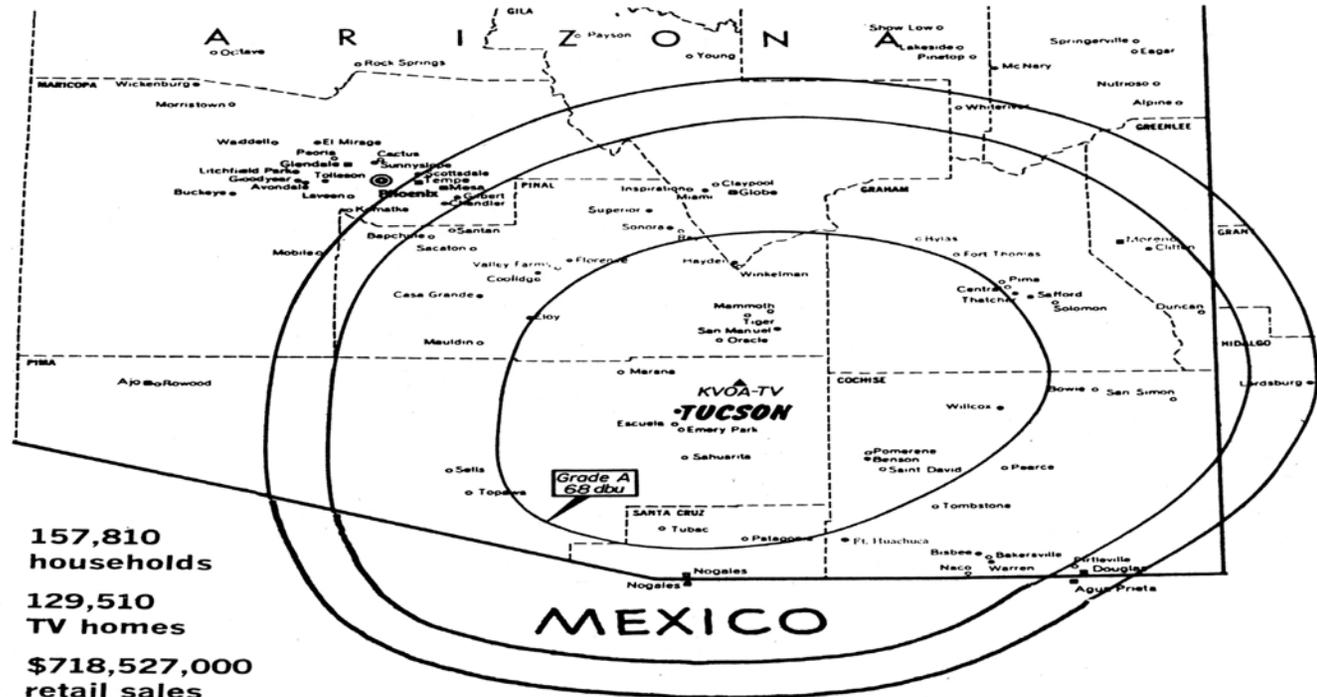 GILA
ARIZONA
Octave
Rock Springs
Payson
Young
Show Low
Lakeside
Pinetop
McNary
Springerville
Eagar
Nutrioso
Alpine
MARICOPA
Wickenburg
Morristown
Whiteriver
GREENLEE
Waddell
El Mirage
Peoria
Cactus
Glendale
Sunnyslope
Litchfield Park
Tolleson
Scottsdale
Goodyear
Tempe
Avondale
Phoenix
Mesa
Buckeye
Laveen
Gilbert
Chandler
Komatke
PINAL
Inspiration
Claypool
Miami
Globe
GRAHAM
Superior
Bapchule
Santan
Sonora
Ray
Mobile
Sacaton
Hylas
Morenci
Clifton
GRANT
Valley Farms
Florence
Hayden
Fort Thomas
Coolidge
Winkelman
Casa Grande
Pima
Central
Thatcher
Safford
Solomon
Duncan
Eloy
Mammoth
Tiger
San Manuel
Oracle
Mauldin
HIDALGO
PIMA
Marana
COCHISE
Ajo
Rowood
KVOA-TV
TUCSON
Bowie
San Simon
Lordsburg
Willcox
Escuela
Emery Park
Sahuarita
Pomerene
Benson
Saint David
Pearce
Sells
Topawa
Grade A
68 dbu
SANTA CRUZ
Tombstone
Tubac
Patagonia
Ft. Huachuca
Bisbee
Bakersville
Pirtleville
Naco
Warren
Douglas
Nogales
Nogales
Agua Prieta
MEXICO
157,810
households
129,510
TV homes
$718,527,000
retail sales